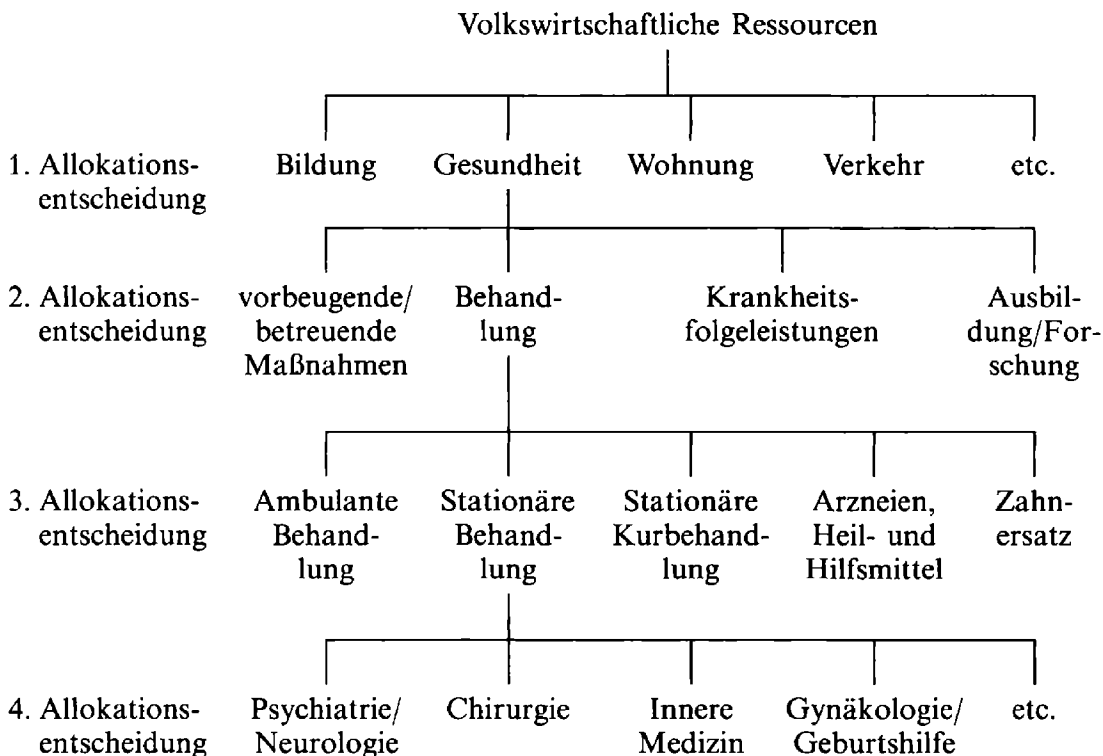 Volkswirtschaftliche Ressourcen
1. Allokations- Bildung Gesundheit Wohnung Verkehr etc.
entscheidung
2. Allokations- vorbeugende/ Behand- Krankheits- Ausbil-
entscheidung betreuende lung folgeleistungen dung/For-
Maßnahmen schung
3. Allokations- Ambulante Stationäre Stationäre Arzneien, Zahn-
entscheidung Behand- Behand- Kurbehand- Heil- und ersatz
lung lung lung Hilfsmittel
4. Allokations- Psychiatrie/ Chirurgie Innere Gynäkologie/ etc.
entscheidung Neurologie Medizin Geburtshilfe